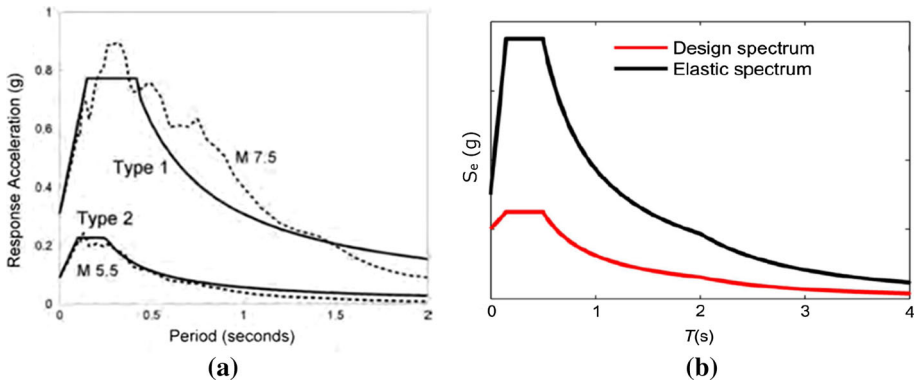 1
0.8
0.6
0.4
0.2
0
Response Acceleration (g)
M 7.5
Type 1
Type 2
M 5.5
0
0.5
1
1.5
2
Period (seconds)
(a)
Design spectrum
Elastic spectrum
Se (g)
0
1
2
3
4
T(s)
(b)